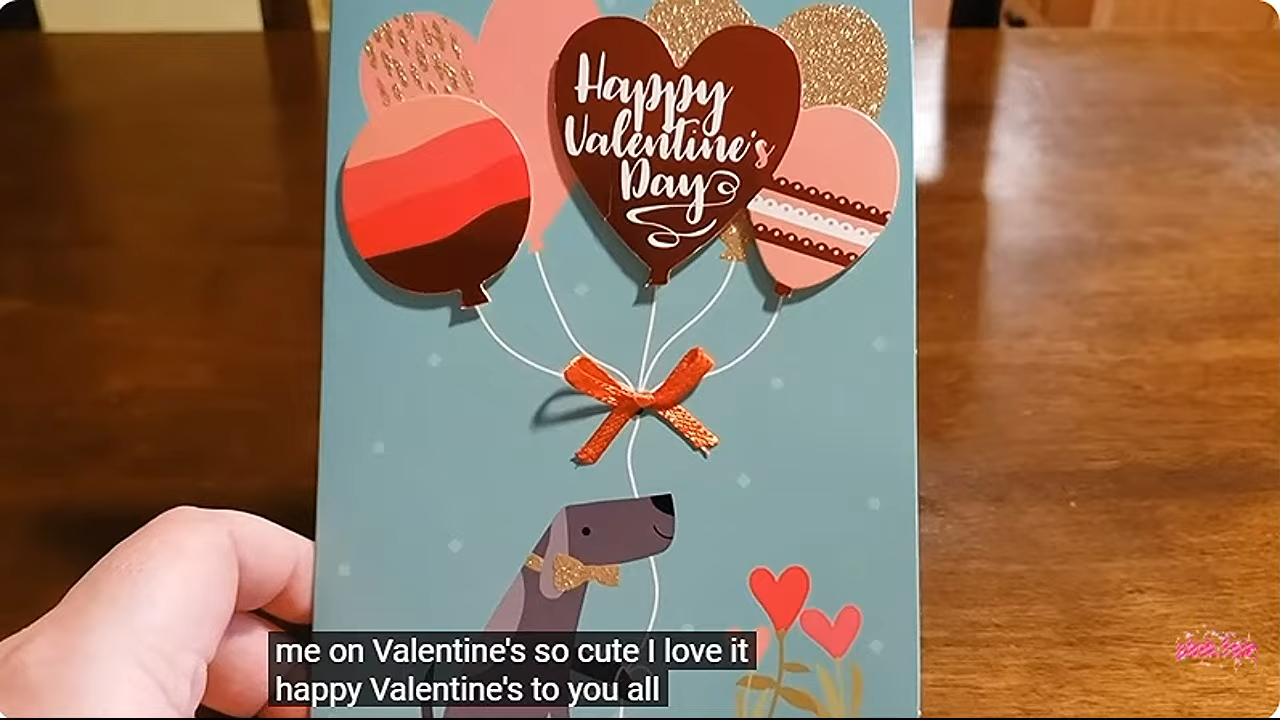 Happy
Valentine's
Day
me on Valentine's so cute I love it
happy Valentine's to you all